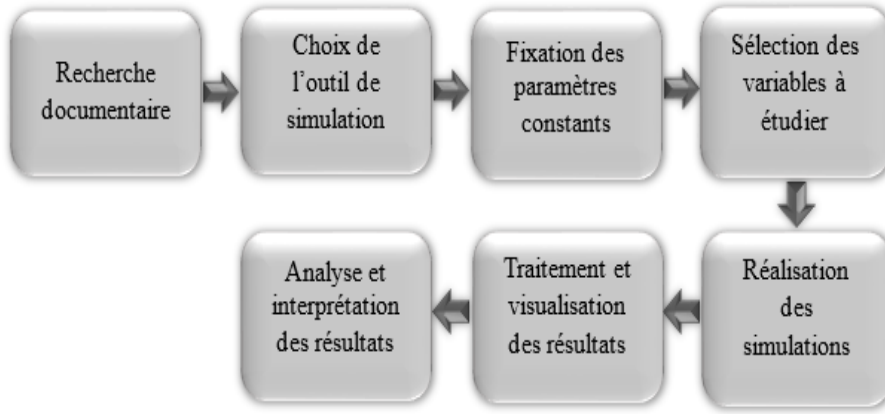 Recherche
documentaire
Choix de
l'outil de
simulation
Fixation des
paramètres
constants
Sélection des
variables à
étudier
Réalisation
des
simulations
Traitement et
visualisation
des résultats
Analyse et
interprétation
des résultats